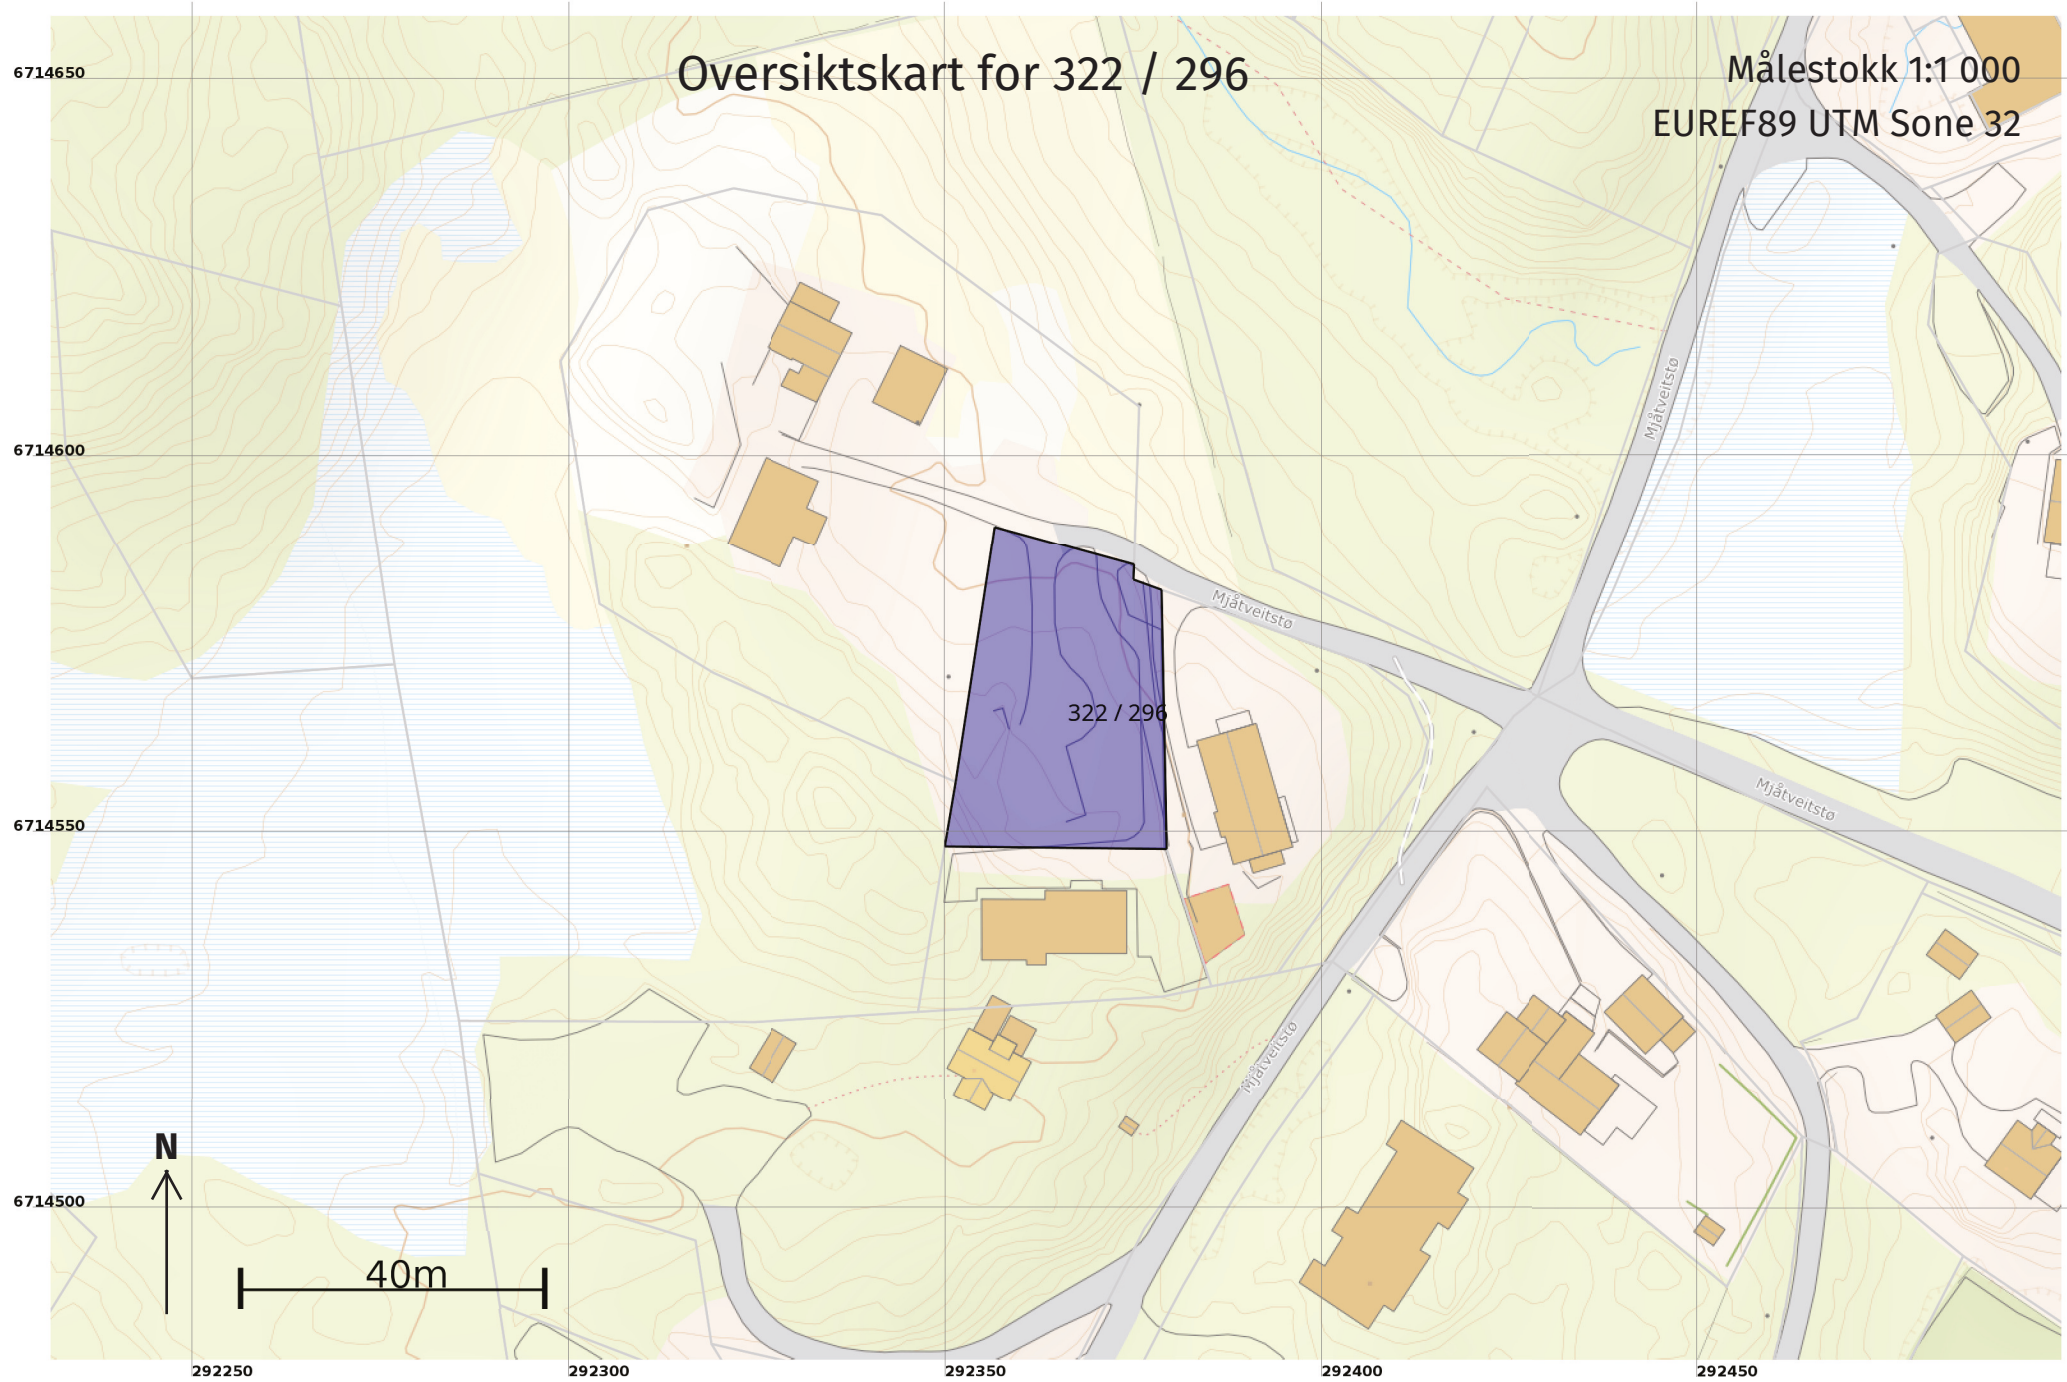 Oversiktskart for 322 / 296
Målestokk 1:1 000
EUREF89 UTM Sone 32
6714650
6714600
6714550
6714500
Mjåtveitstø
Mjåtveitstø
322 / 296
Mjåtveitstø
Mjåtveitstø
N
40m
292250
292300
292350
292400
292450